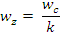 w_z = w_c / k